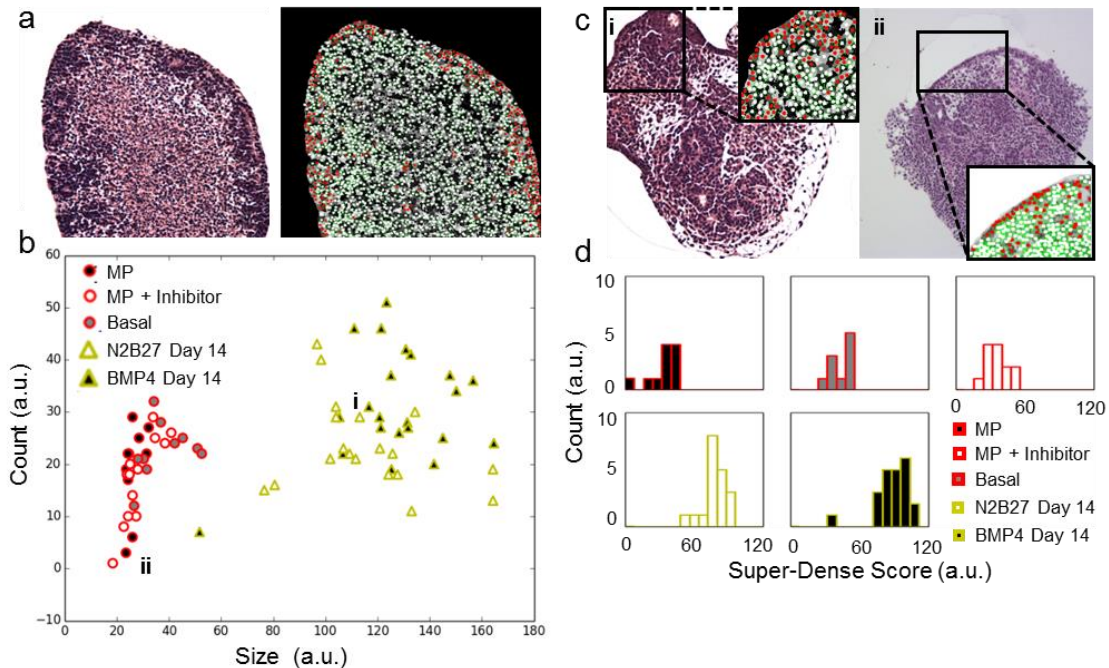 a
b
60
50
40
30
20
10
0
−10
Count (a.u.)
MP
MP + Inhibitor
Basal
N2B27 Day 14
BMP4 Day 14
i
ii
0 20 40 60 80 100 120 140 160 180
Size (a.u.)
c
i
ii
d
10
5
0
10
5
0
Count (a.u.)
0 60 120
MP
MP + Inhibitor
Basal
N2B27 Day 14
BMP4 Day 14
0 60 0 60 120
Super-Dense Score (a.u.)